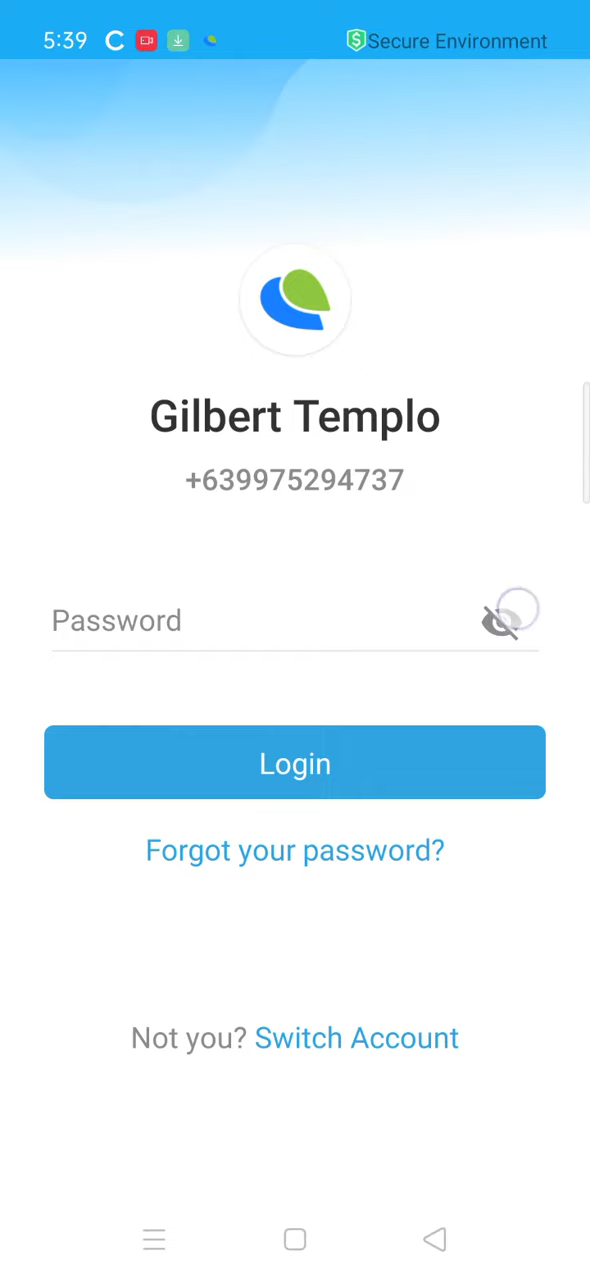 5:39 Secure Environment
Gilbert Templo
+639975294737
Password
Login
Forgot your password?
Not you? Switch Account